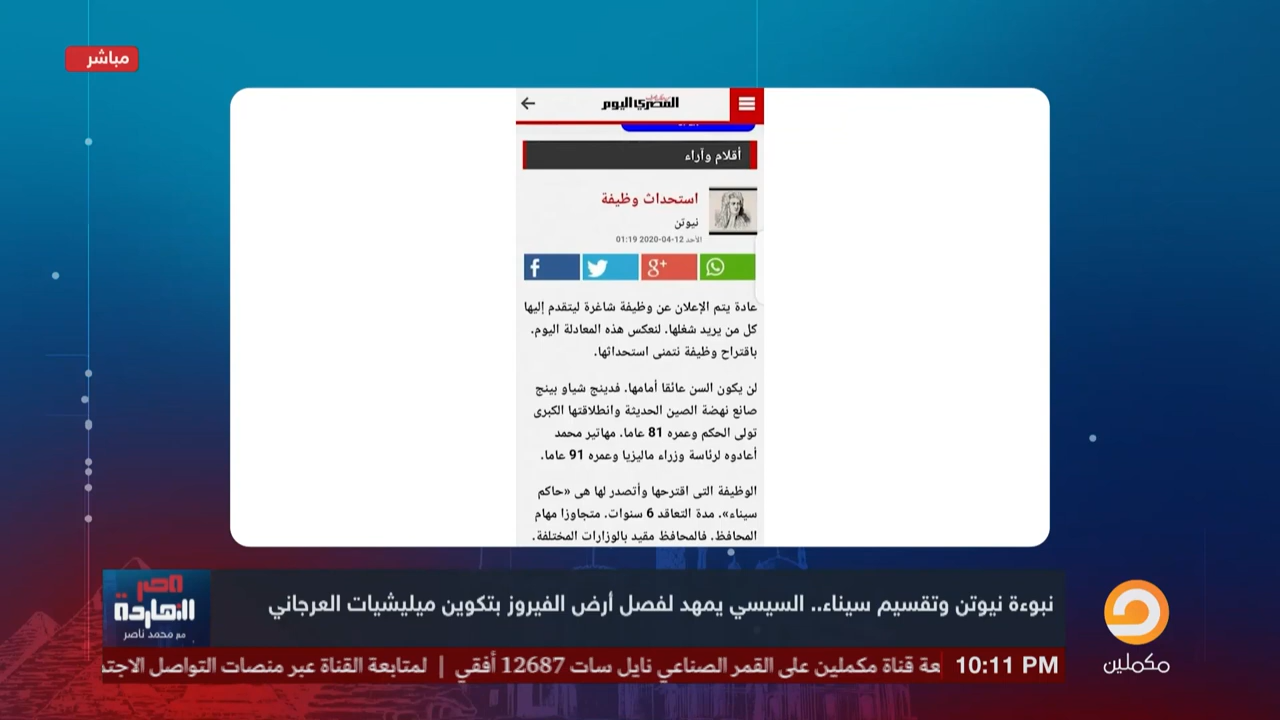 مباشر
المصري اليوم
أقلام وآراء
استحداث وظيفة
نيوتن
الأحد 12-04-2020 01:19
عادة يتم الإعلان عن وظيفة شاغرة ليتقدم إليها
كل من يريد شغلها. لنعكس هذه المعادلة اليوم.
باقتراح وظيفة نتمنى استحداثها.
لن يكون السن عائقا أمامها. فدينج شياو بينج
صانع نهضة الصين الحديثة وانطلاقتها الكبرى
تولى الحكم وعمره 81 عاما. مهاتير محمد
أعادوه لرئاسة وزراء ماليزيا وعمره 91 عاما.
الوظيفة التى اقترحها وأتصدر لها هى «حاكم
سيناء». مدة التعاقد 6 سنوات. متجاوزا مهام
المحافظ. فالمحافظ مقيد بالوزارات المختلفة.
نبوءة نيوتن وتقسيم سيناء.. السيسي يمهد لفصل أرض الفيروز بتكوين ميليشيات العرجاني
مصر
النهاردة
مع محمد ناصر
10:11 PM
عة قناة مكملين على القمر الصناعي نايل سات 12687 أفقي | لمتابعة القناة عبر منصات التواصل الاجتم
مكملين